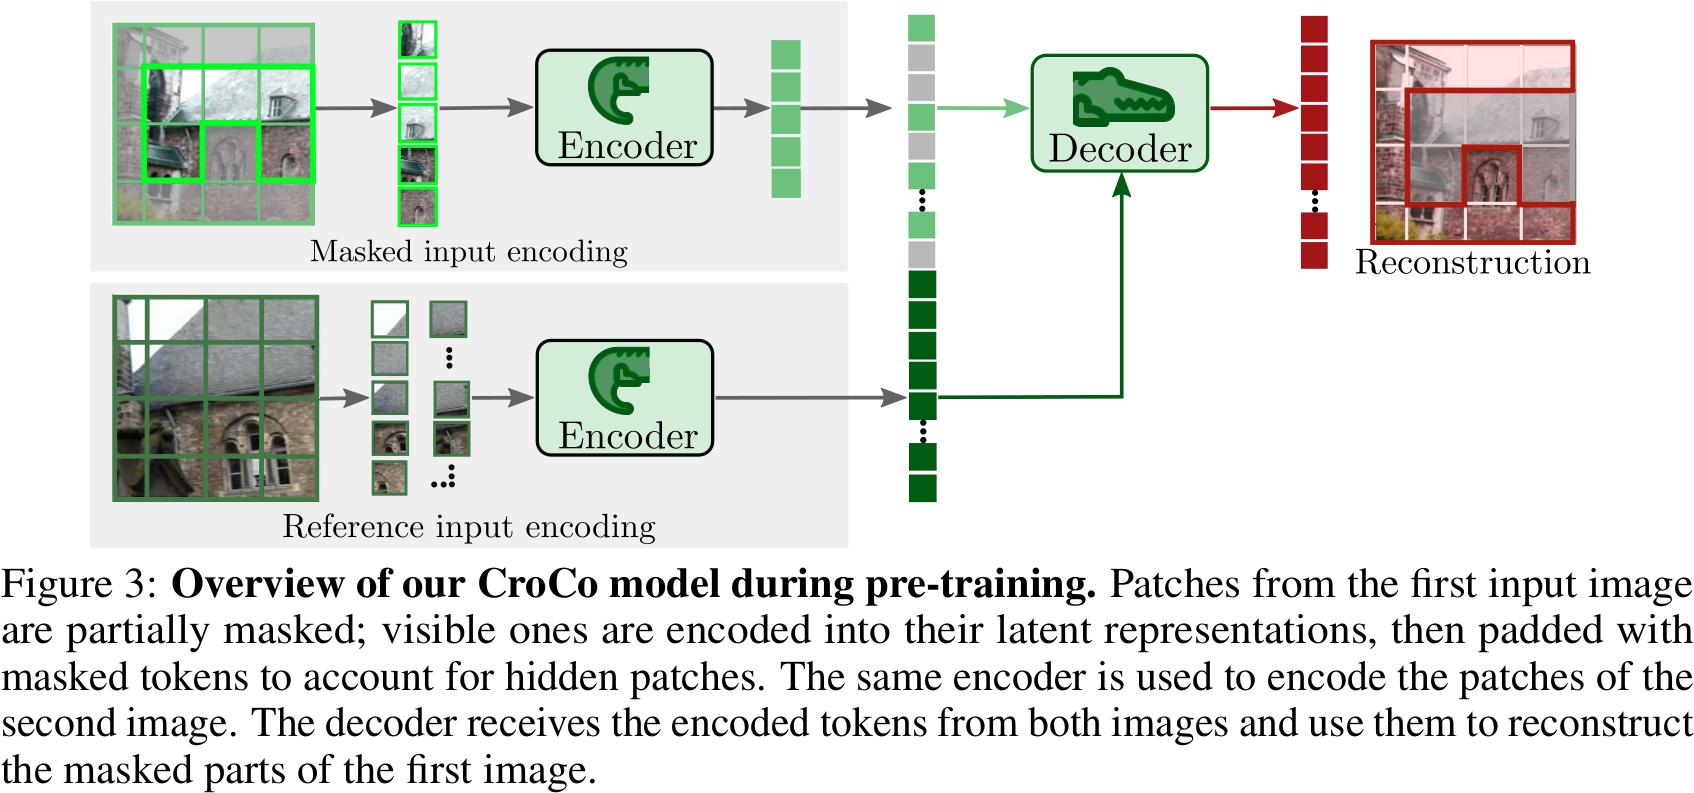 Encoder
Masked input encoding
Decoder
Reconstruction
Encoder
Reference input encoding
Figure 3: Overview of our CroCo model during pre-training. Patches from the first input image
are partially masked; visible ones are encoded into their latent representations, then padded with
masked tokens to account for hidden patches. The same encoder is used to encode the patches of the
second image. The decoder receives the encoded tokens from both images and use them to reconstruct
the masked parts of the first image.